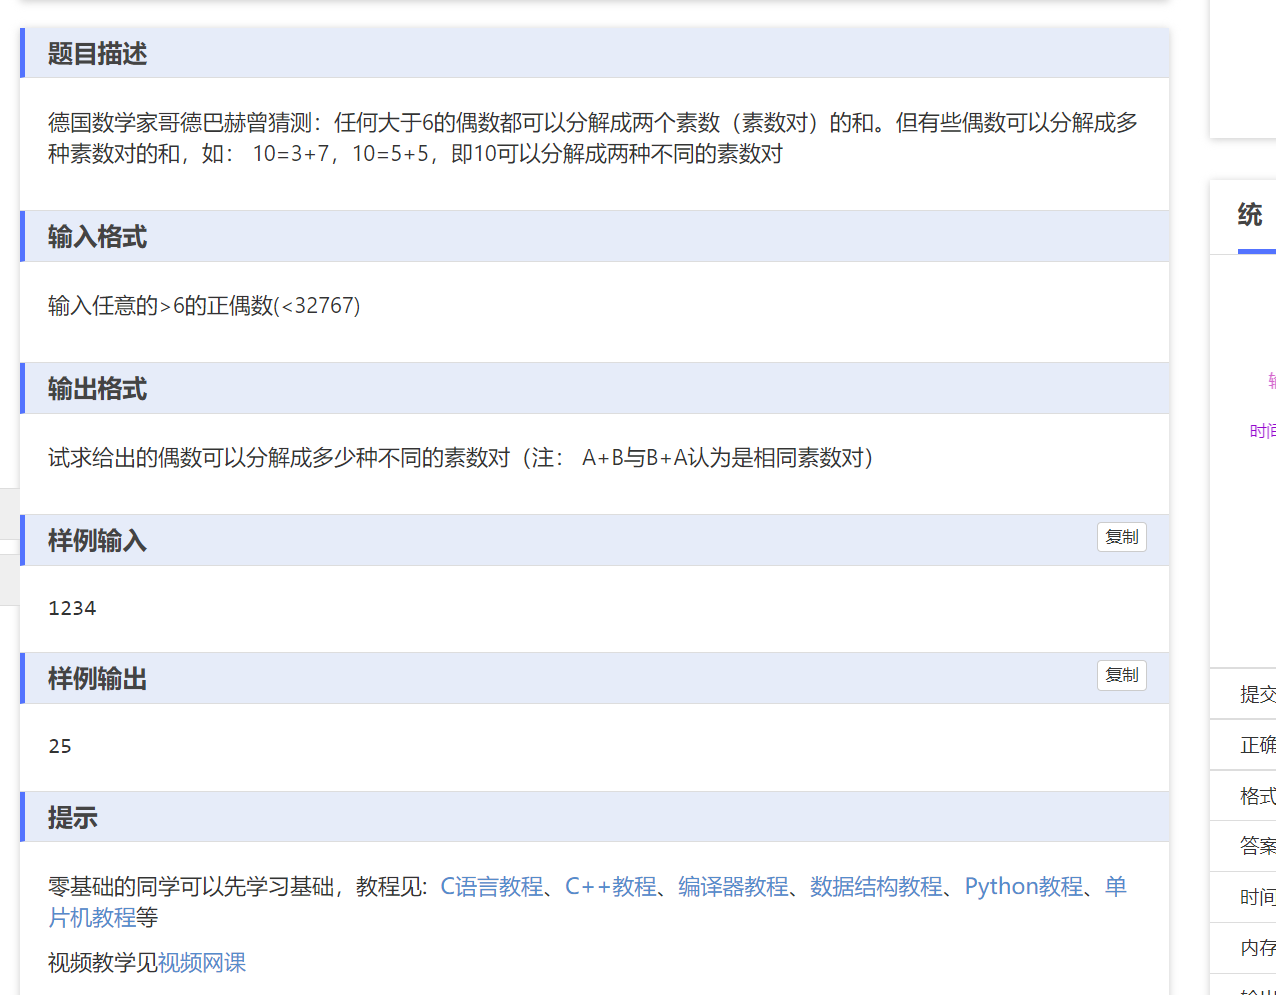 题目描述
德国数学家哥德巴赫曾猜测：任何大于6的偶数都可以分解成两个素数（素数对）的和。但有些偶数可以分解成多
种素数对的和，如： 10=3+7，10=5+5，即10可以分解成两种不同的素数对
输入格式
输入任意的>6的正偶数(<32767)
输出格式
试求给出的偶数可以分解成多少种不同的素数对（注： A+B与B+A认为是相同素数对）
样例输入
复制
1234
样例输出
复制
25
提示
零基础的同学可以先学习基础，教程见：C语言教程、C++教程、编译器教程、数据结构教程、Python教程、单
片机教程等
视频教学见视频网课
统
时间
提交
正确
格式
答案
时间
内存